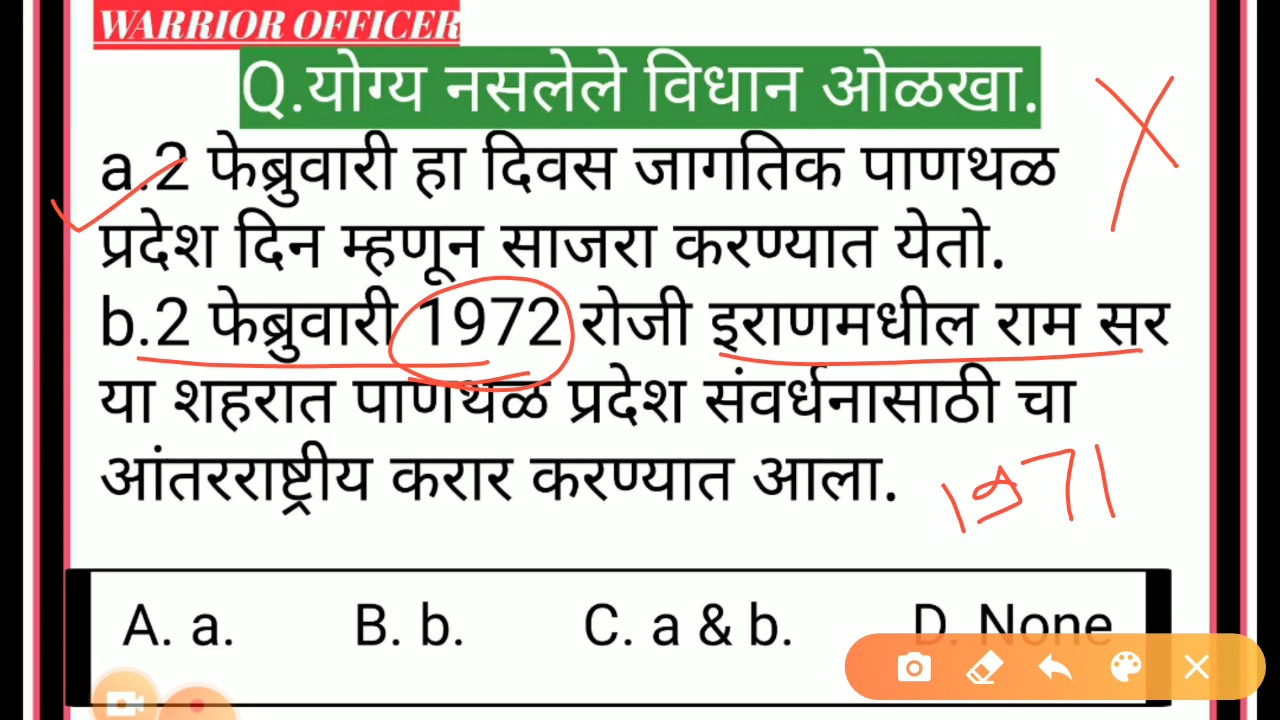 WARRIOR OFFICER
Q.योग्य नसलेले विधान ओळखा.
a.2 फेब्रुवारी हा दिवस जागतिक पाणथळ
प्रदेश दिन म्हणून साजरा करण्यात येतो.
b.2 फेब्रुवारी 1972 रोजी इराणमधील राम सर
या शहरात पाणथळ प्रदेश संवर्धनासाठी चा
आंतरराष्ट्रीय करार करण्यात आला.
1971
A. a. B. b. C. a & b. D. None